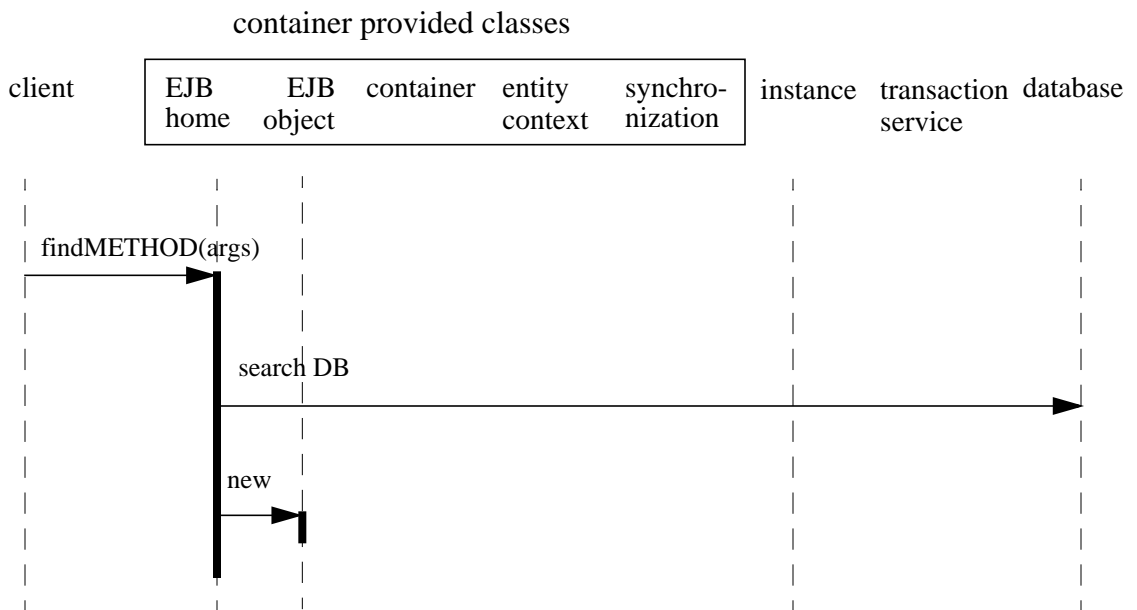 container provided classes
client
EJB
home
EJB
object
container
entity
context
synchro-
nization
instance
transaction
service
database
findMETHOD(args)
search DB
new